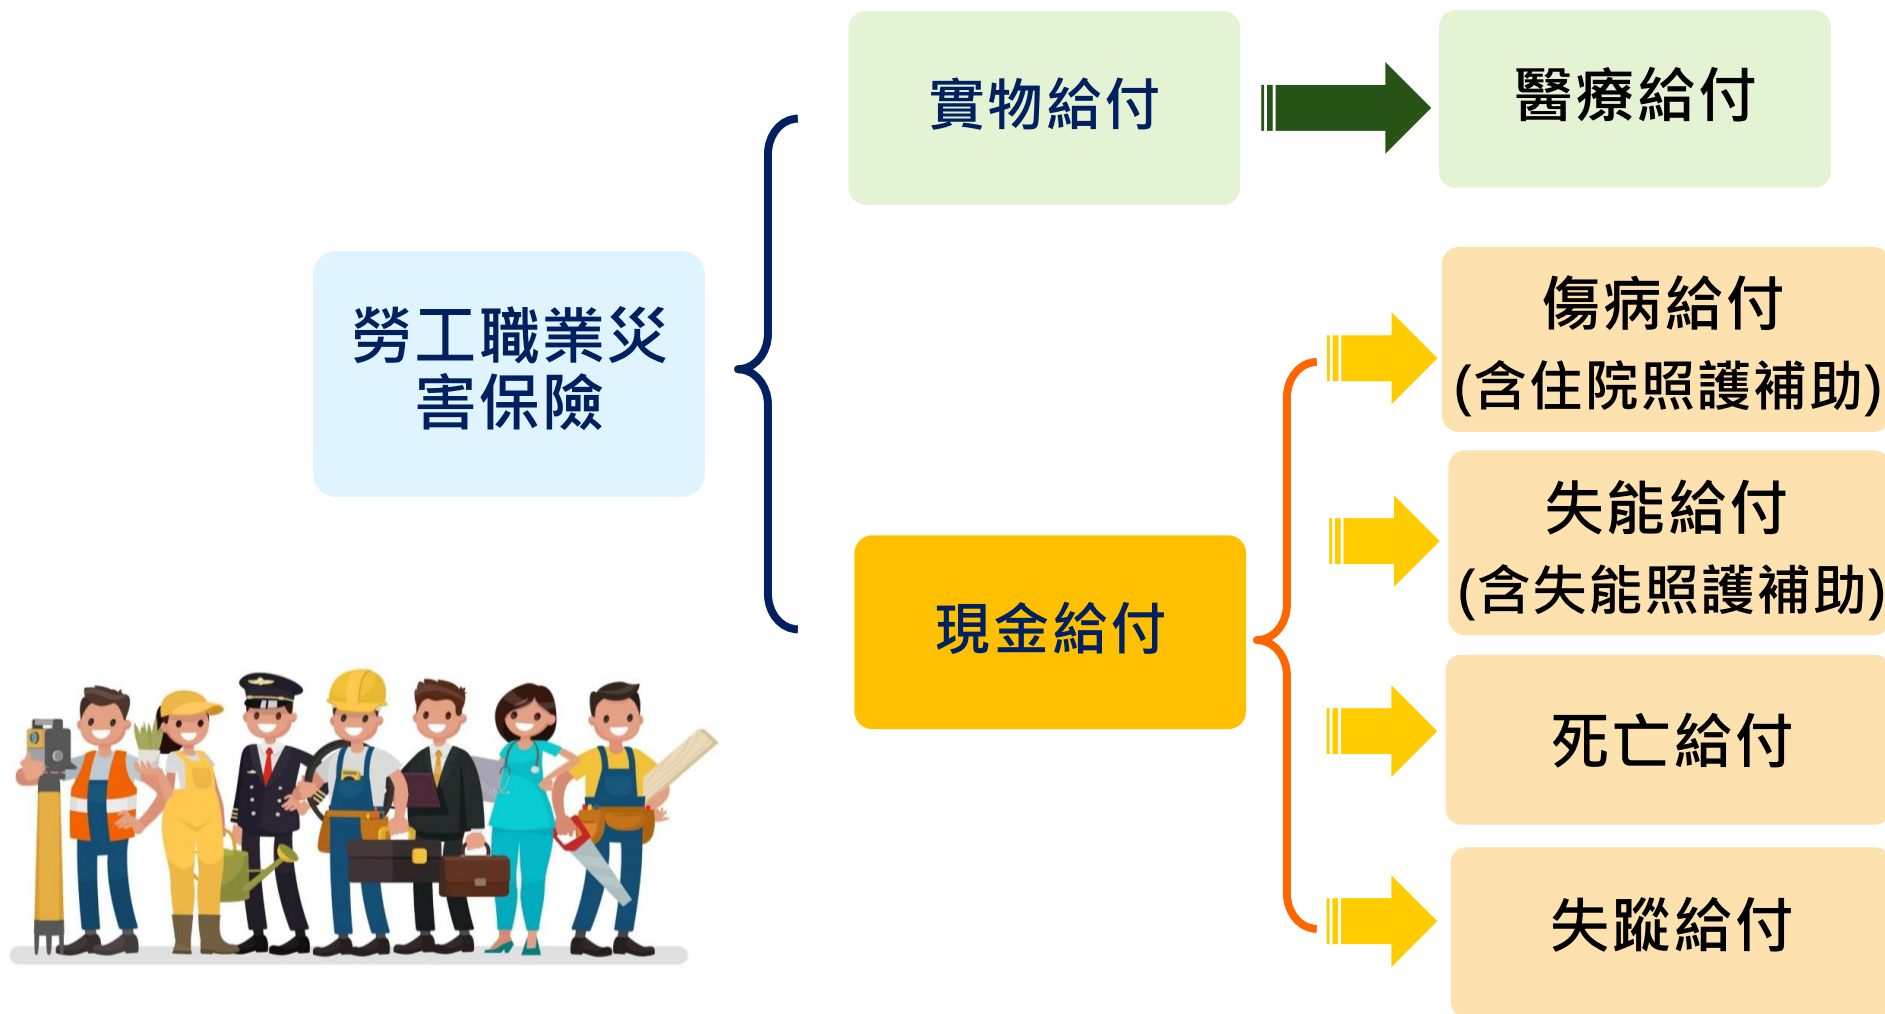 實物給付
醫療給付
勞工職業災
害保險
現金給付
傷病給付
(含住院照護補助)
失能給付
(含失能照護補助)
死亡給付
失蹤給付